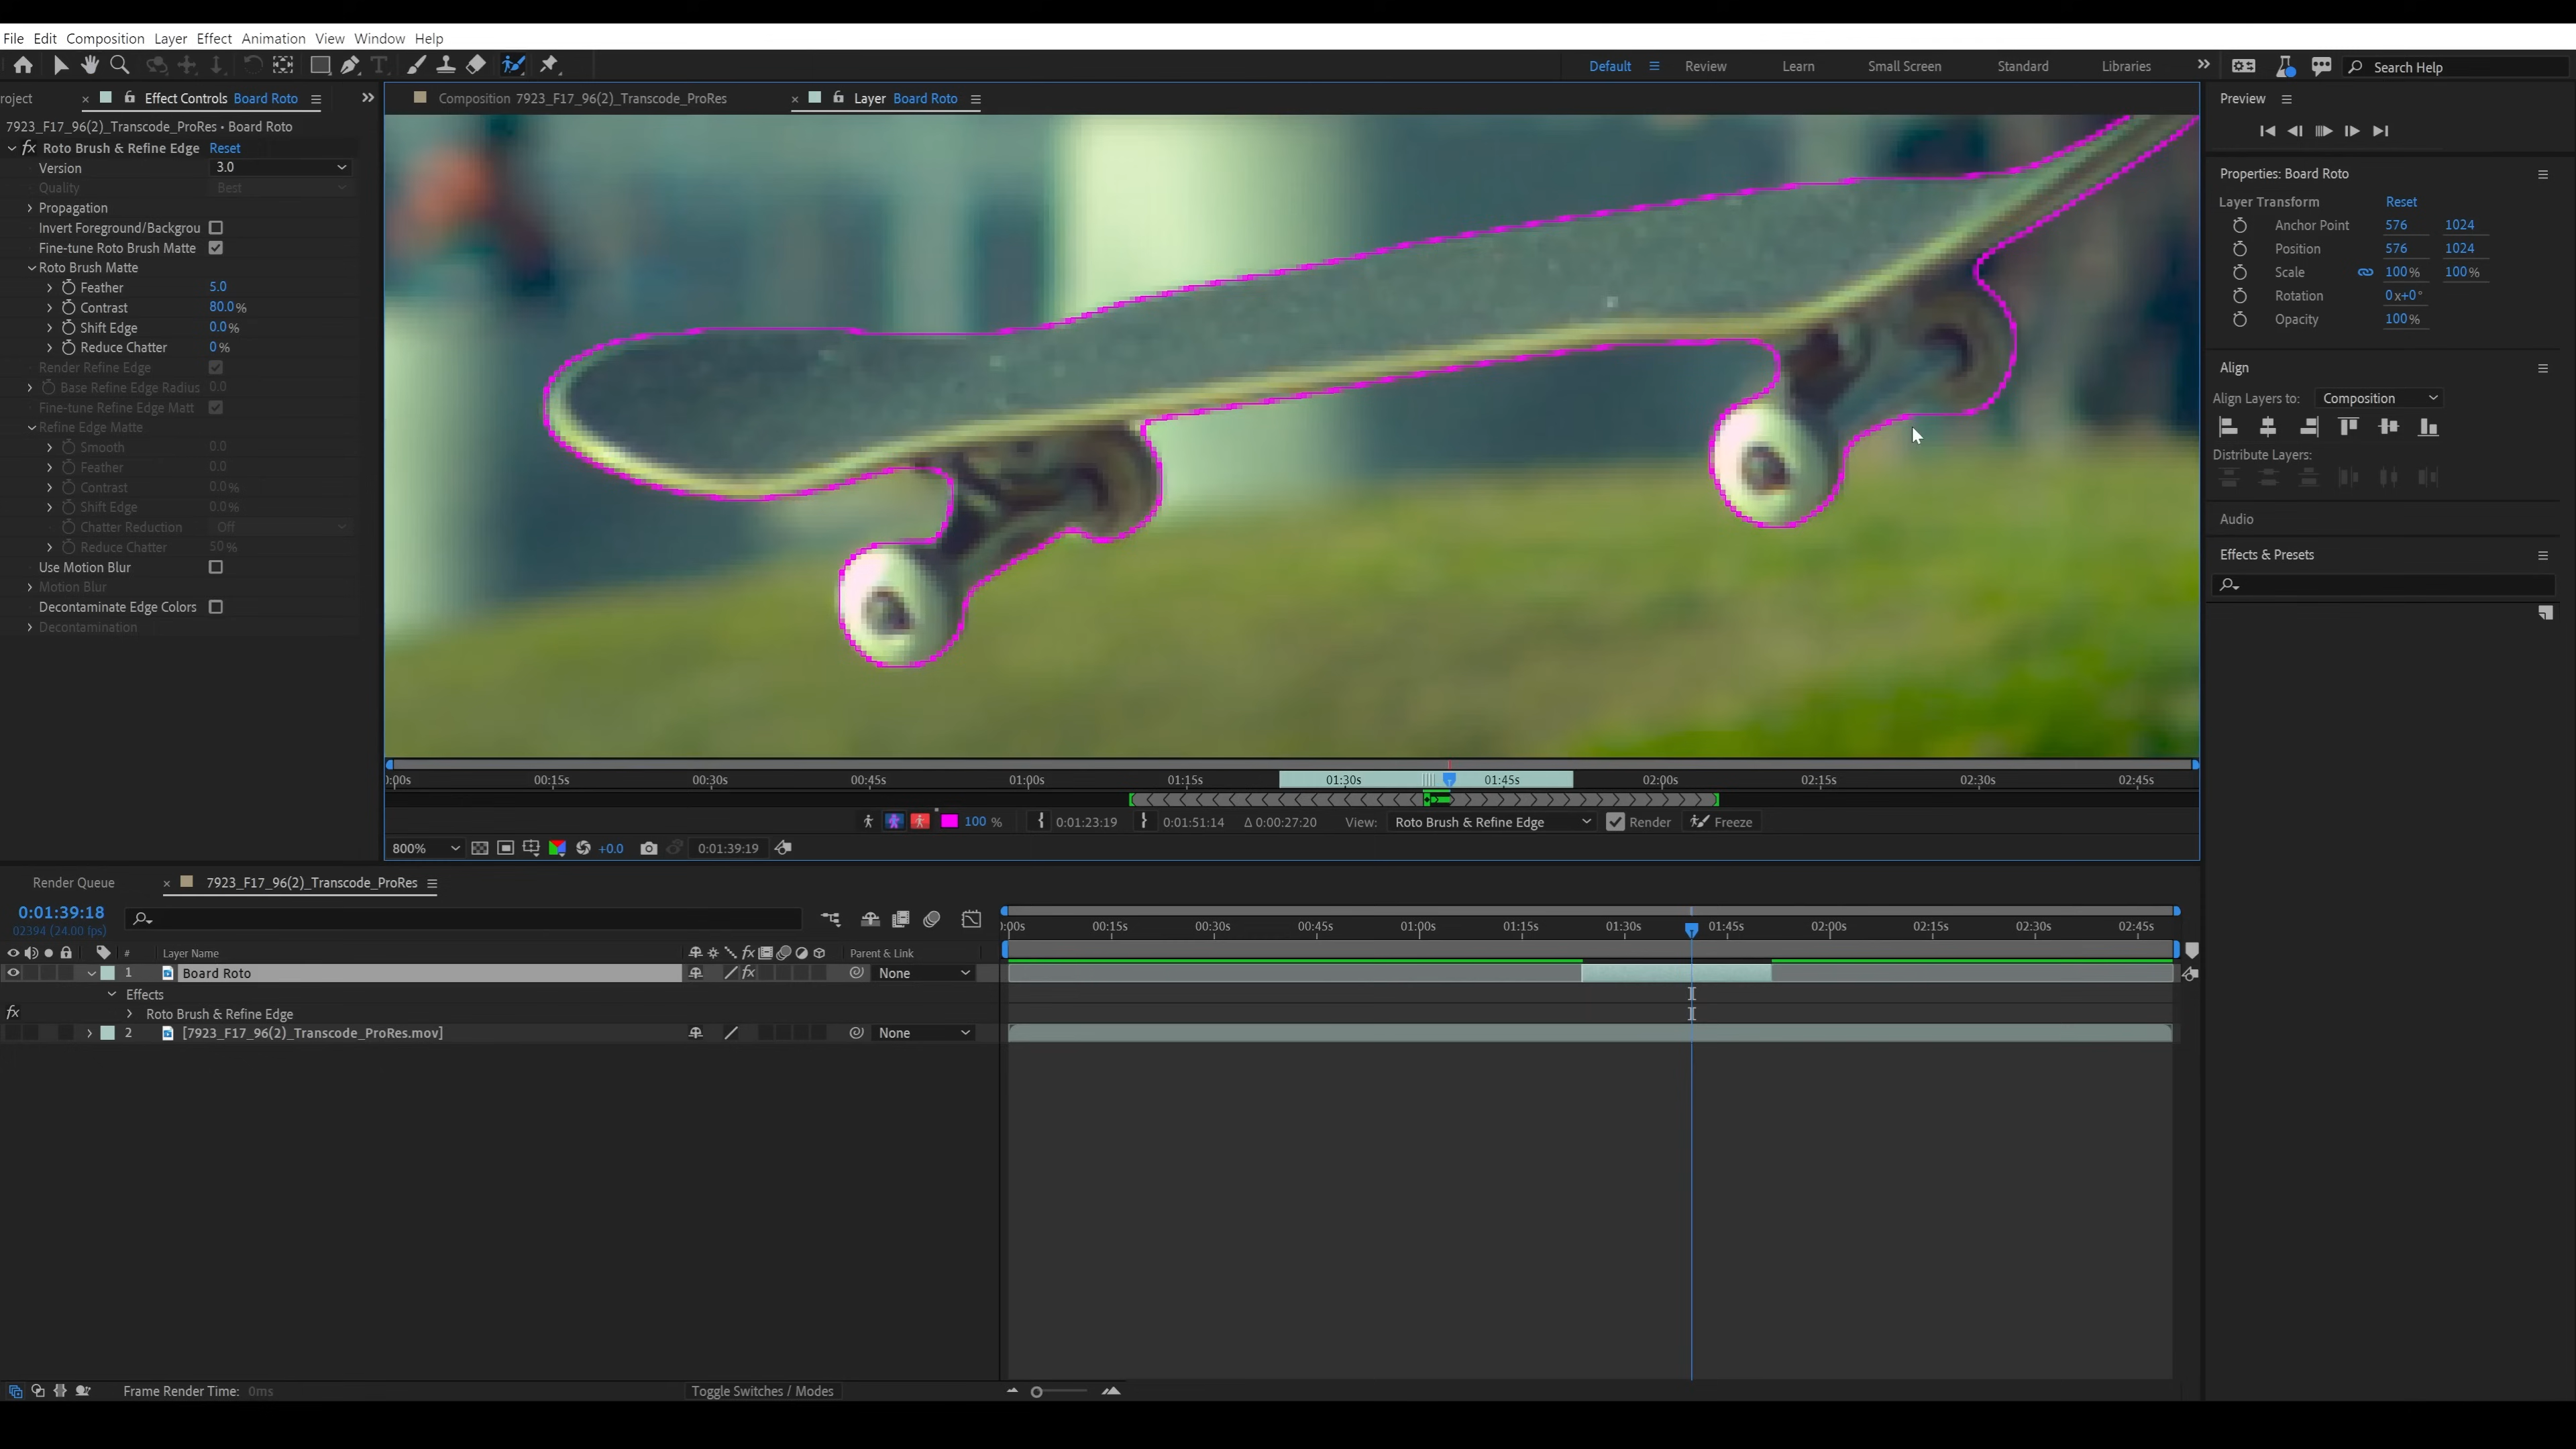 File Edit Composition Layer Effect Animation View Window Help
Default Review Learn Small Screen Standard Libraries Search Help
roject Effect Controls Board Roto
Composition 7923_F17_96(2)_Transcode_ProRes Layer Board Roto
7923_F17_96(2)_Transcode_ProRes • Board Roto
fx Roto Brush & Refine Edge Reset
Version 3.0
Quality Best
Propagation
Invert Foreground/Backgrou
Fine-tune Roto Brush Matte
Roto Brush Matte
Feather 5.0
Contrast 80.0%
Shift Edge 0.0%
Reduce Chatter 0%
Render Refine Edge
Base Refine Edge Radius 0.0
Fine-tune Refine Edge Matt
Refine Edge Matte
Smooth 0.0
Feather 0.0
Contrast 0.0%
Shift Edge 0.0%
Chatter Reduction Off
Reduce Chatter 50%
Use Motion Blur
Motion Blur
Decontaminate Edge Colors
Decontamination
):00s 00:15s 00:30s 00:45s 01:00s 01:15s 01:30s 01:45s 02:00s 02:15s 02:30s 02:45s
100 % 0:01:23:19 0:01:51:14 Δ 0:00:27:20 View: Roto Brush & Refine Edge Render Freeze
800% +0.0 0:01:39:19
Preview
Properties: Board Roto
Layer Transform Reset
Anchor Point 576 1024
Position 576 1024
Scale 100% 100%
Rotation 0x+0°
Opacity 100%
Align
Align Layers to: Composition
Distribute Layers:
Audio
Effects & Presets
Render Queue 7923_F17_96(2)_Transcode_ProRes
0:01:39:18
02394 (24.00 fps)
):00s 00:15s 00:30s 00:45s 01:00s 01:15s 01:30s 01:45s 02:00s 02:15s 02:30s 02:45s
# Layer Name fx Parent & Link
1 Board Roto fx None
Effects
fx Roto Brush & Refine Edge
2 [7923_F17_96(2)_Transcode_ProRes.mov] None
Frame Render Time: 0ms Toggle Switches / Modes